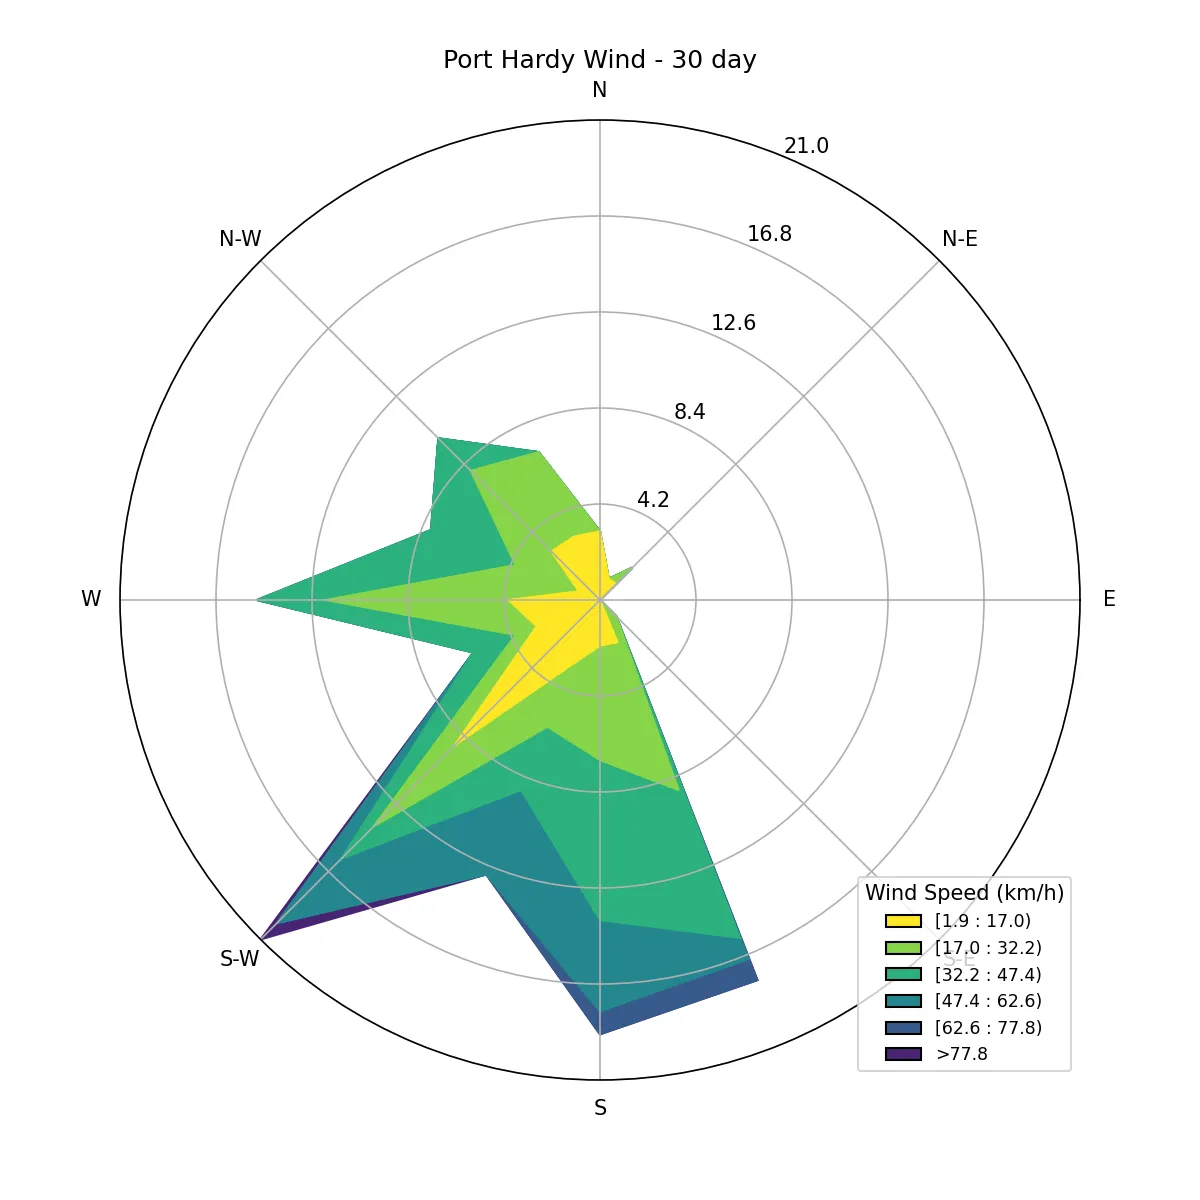 Port Hardy Wind - 30 day
N
21.0
16.8
N-W
N-E
12.6
8.4
4.2
W
E
Wind Speed (km/h)
[1.9 : 17.0)
[17.0 : 32.2)
S-W
S-E
[32.2 : 47.4)
[47.4 : 62.6)
[62.6 : 77.8)
>77.8
S